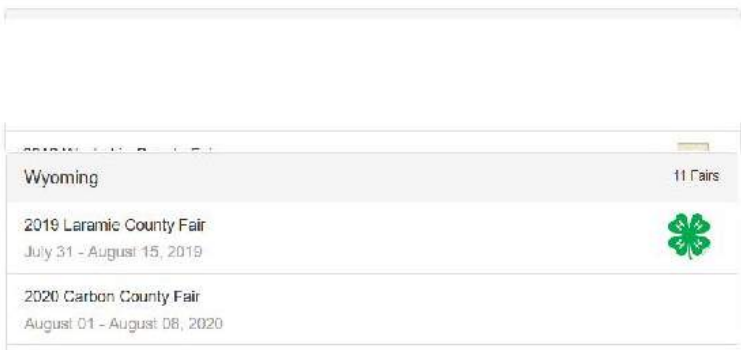 Wyoming
11 Fairs
2019 Laramie County Fair
July 31 - August 15, 2019
2020 Carbon County Fair
August 01 - August 08, 2020